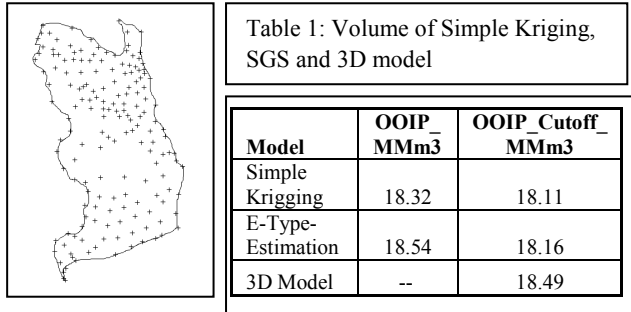 Table 1: Volume of Simple Kriging,
SGS and 3D model
Model OOIP_ MMm3 OOIP_Cutoff_ MMm3
Simple Krigging 18.32 18.11
E-Type- Estimation 18.54 18.16
3D Model -- 18.49